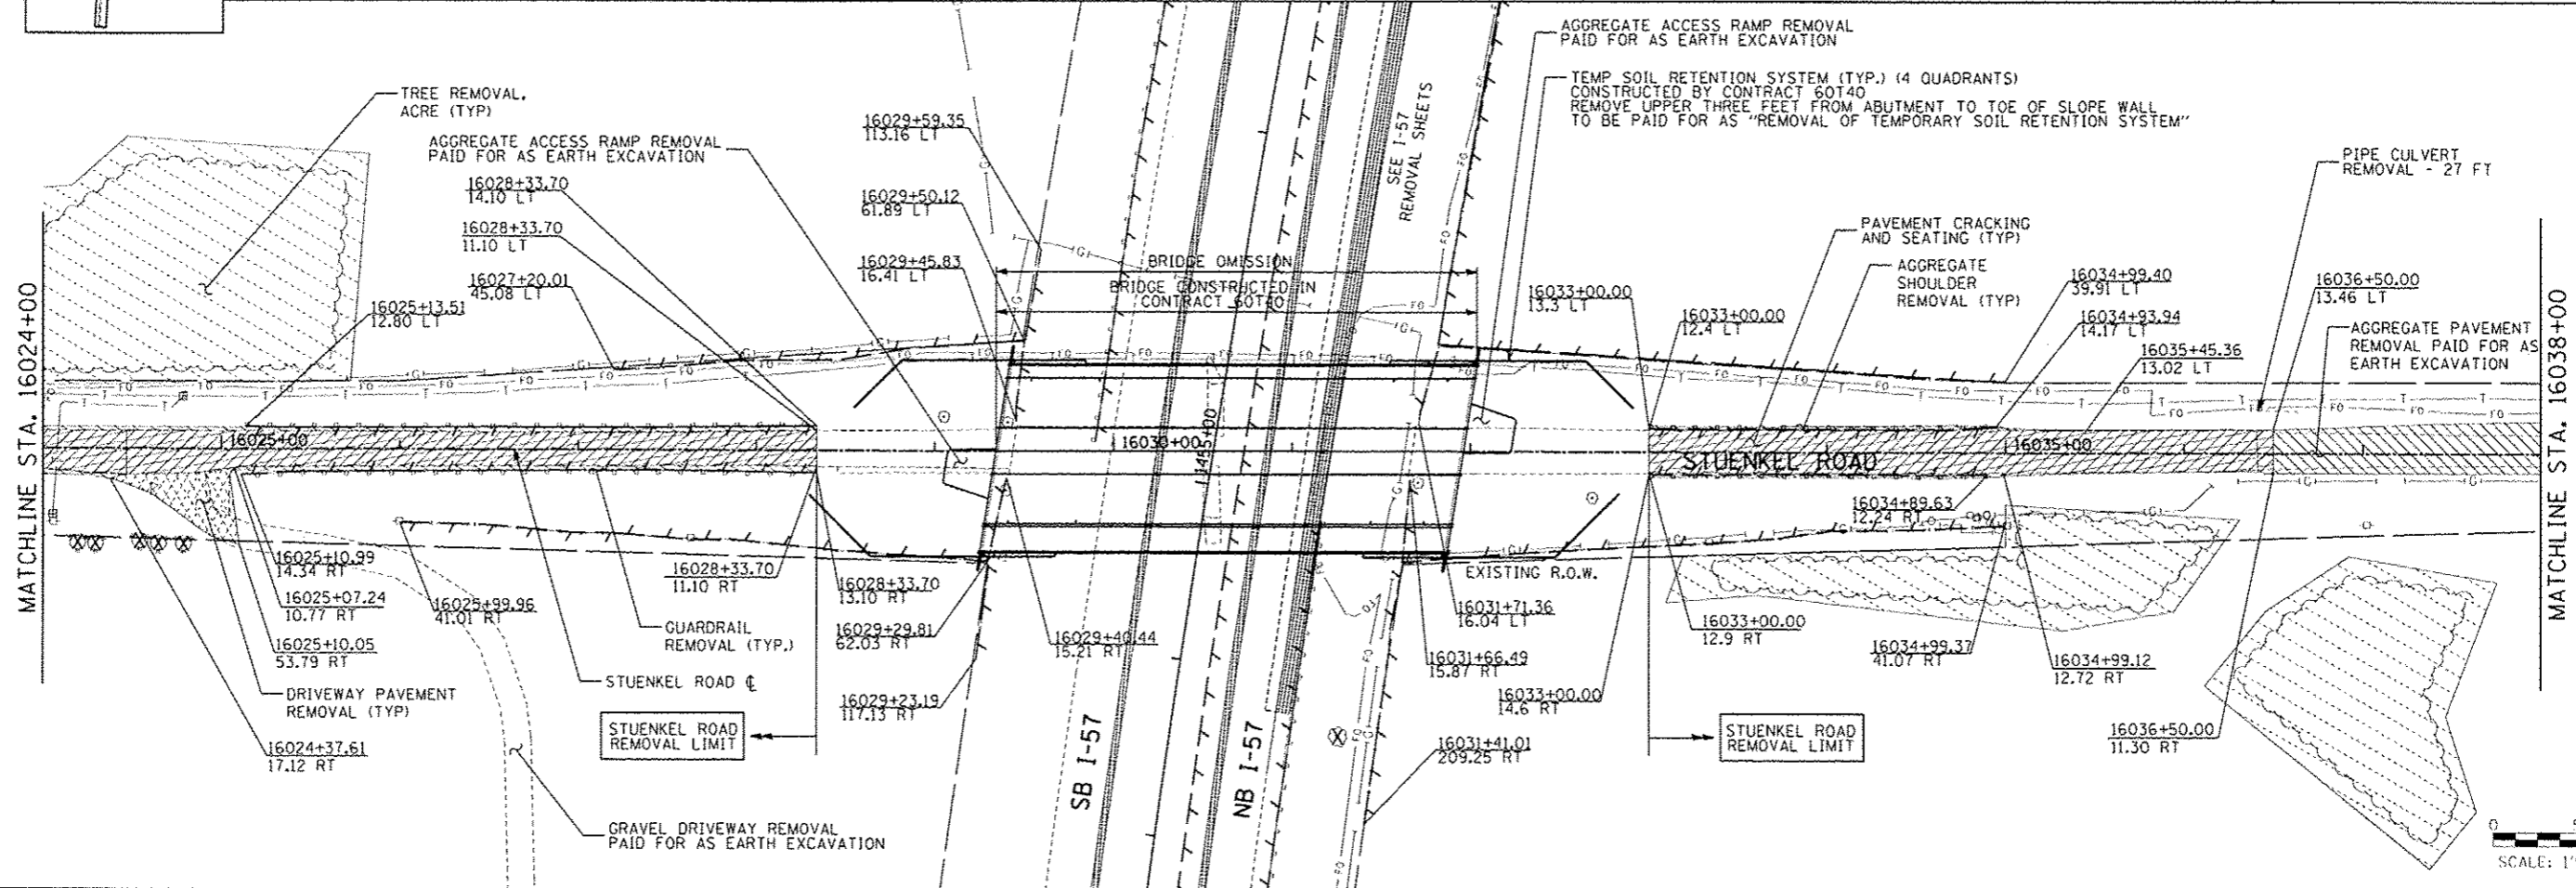 AGGREGATE ACCESS RAMP REMOVAL
PAID FOR AS EARTH EXCAVATION
TEMP SOIL RETENTION SYSTEM (TYP.) (4 QUADRANTS)
CONSTRUCTED BY CONTRACT 60T40
REMOVE UPPER THREE FEET FROM ABUTMENT TO TOE OF SLOPE WALL
TO BE PAID FOR AS "REMOVAL OF TEMPORARY SOIL RETENTION SYSTEM"
TREE REMOVAL,
ACRE (TYP)
AGGREGATE ACCESS RAMP REMOVAL
PAID FOR AS EARTH EXCAVATION
16028+33.70
14.10 LT
16028+33.70
11.10 LT
16027+20.01
45.08 LT
16025+13.51
12.80 LT
16029+59.35
113.16 LT
16029+50.12
61.89 LT
16029+45.83
16.41 LT
BRIDGE OMISSION
BRIDGE CONSTRUCTED IN
CONTRACT 60T40
SEE I-57
REMOVAL SHEETS
PIPE CULVERT
REMOVAL - 27 FT
PAVEMENT CRACKING
AND SEATING (TYP)
AGGREGATE
SHOULDER
REMOVAL (TYP)
16033+00.00
13.3 LT
16033+00.00
12.4 LT
16034+99.40
39.91 LT
16034+93.94
14.17 LT
16035+45.36
13.02 LT
16036+50.00
13.46 LT
AGGREGATE PAVEMENT
REMOVAL PAID FOR AS
EARTH EXCAVATION
MATCHLINE STA. 16024+00
MATCHLINE STA. 16038+00
16025+00
16030+00
1455+00
16035+00
STUENKEL ROAD
16025+10.99
14.34 RT
16025+07.24
10.77 RT
16025+10.05
53.79 RT
DRIVEWAY PAVEMENT
REMOVAL (TYP)
16024+37.61
17.12 RT
16025+99.96
41.01 RT
GUARDRAIL
REMOVAL (TYP.)
STUENKEL ROAD ℄
STUENKEL ROAD
REMOVAL LIMIT
GRAVEL DRIVEWAY REMOVAL
PAID FOR AS EARTH EXCAVATION
16028+33.70
11.10 RT
16028+33.70
13.10 RT
16029+29.81
62.03 RT
16029+23.19
117.13 RT
16029+40.44
15.21 RT
SB I-57
NB I-57
EXISTING R.O.W.
16031+71.36
16.04 LT
16031+66.49
15.87 RT
16033+00.00
14.6 RT
16031+41.01
209.25 RT
16033+00.00
12.9 RT
16034+89.63
12.24 RT
16034+99.37
41.07 RT
16034+99.12
12.72 RT
STUENKEL ROAD
REMOVAL LIMIT
16036+50.00
11.30 RT
0
SCALE: 1"